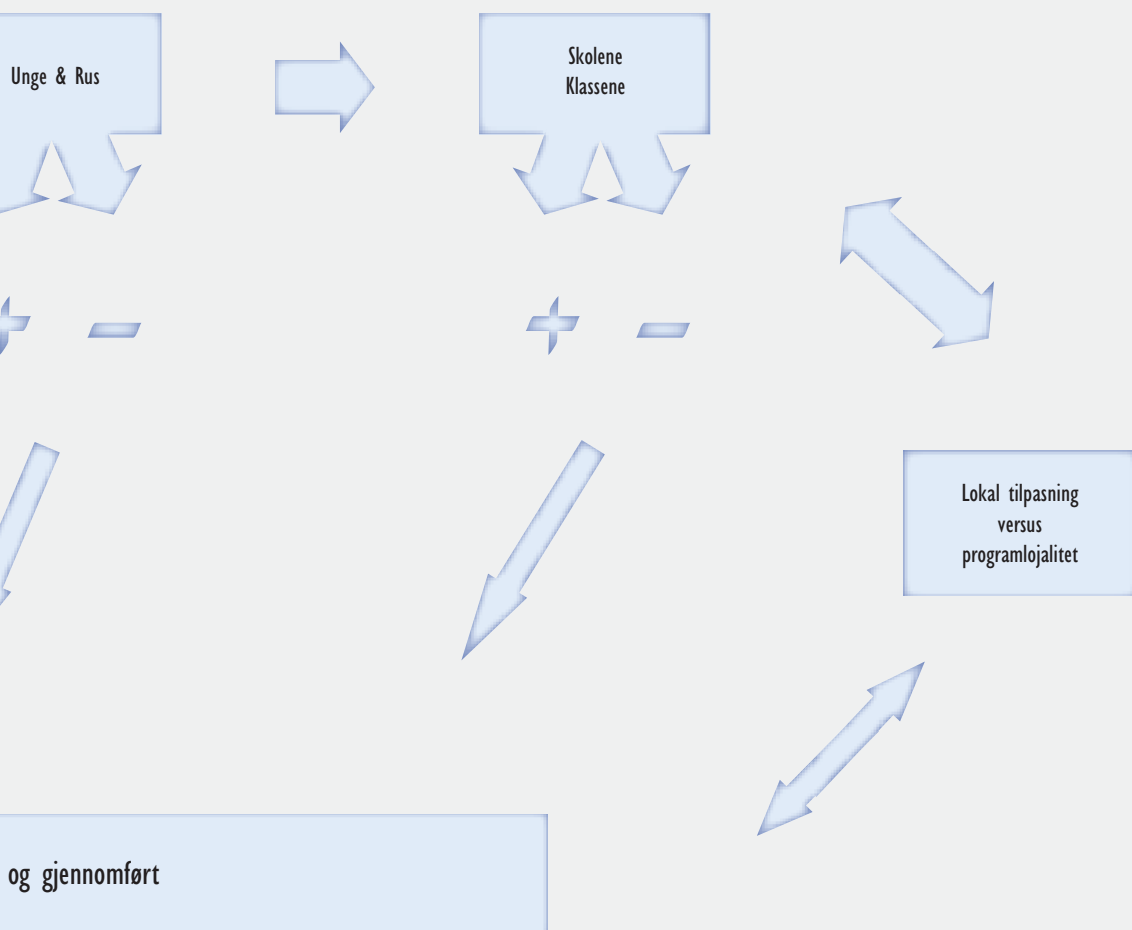 Unge & Rus
Skolene
Klassene
Lokal tilpasning
versus
programlojalitet
og gjennomført